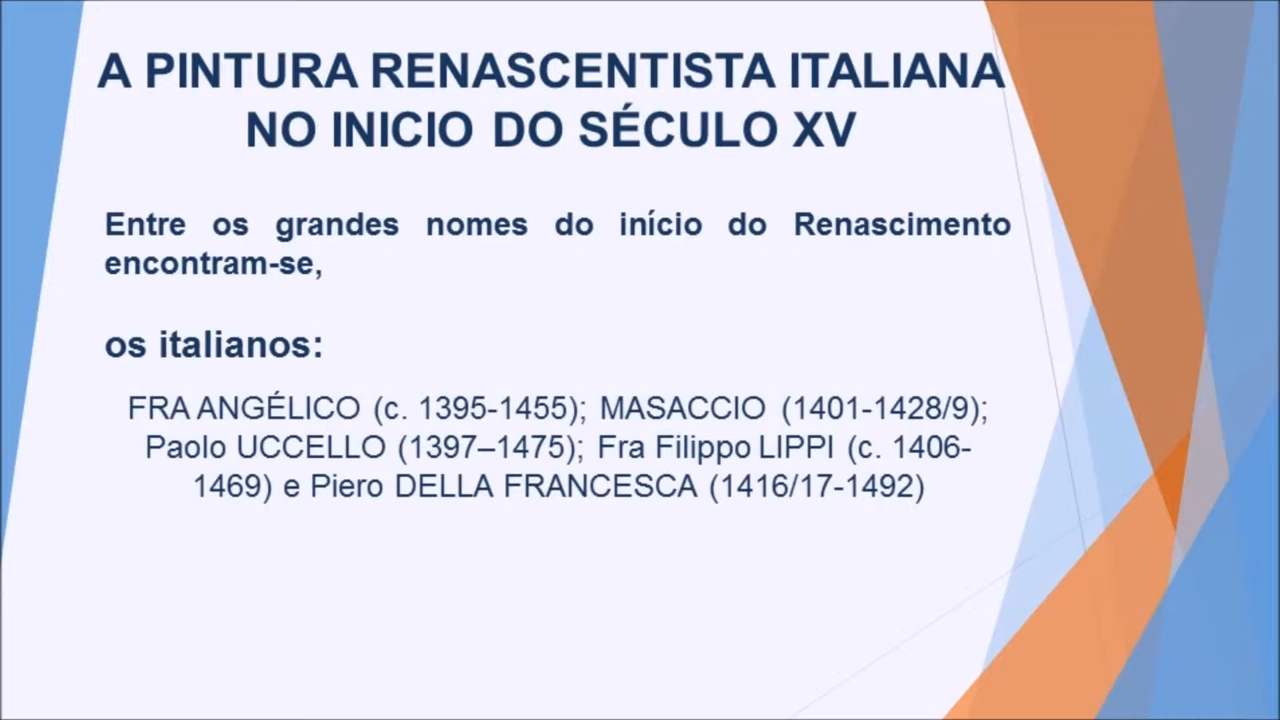 A PINTURA RENASCENTISTA ITALIANA
NO INICIO DO SÉCULO XV
Entre os grandes nomes do início do Renascimento
encontram-se,
os italianos:
FRA ANGÉLICO (c. 1395-1455); MASACCIO (1401-1428/9);
Paolo UCCELLO (1397–1475); Fra Filippo LIPPI (c. 1406-
1469) e Piero DELLA FRANCESCA (1416/17-1492)